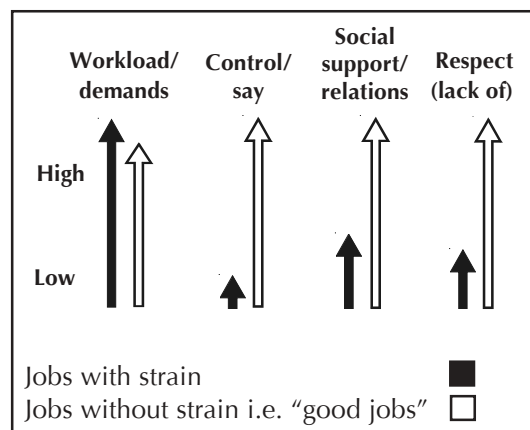 Workload/
demands
Control/
say
Social
support/
relations
Respect
(lack of)
High
Low
Jobs with strain
Jobs without strain i.e. “good jobs”